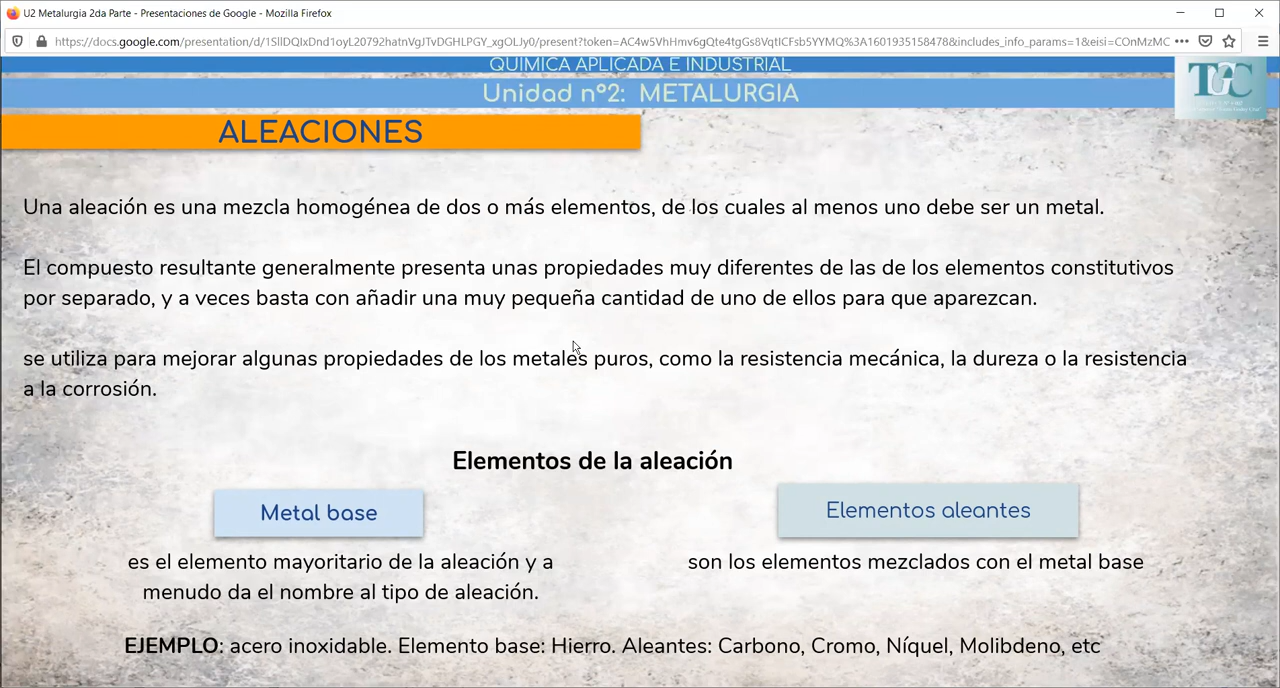 U2 Metalurgia 2da Parte - Presentaciones de Google - Mozilla Firefox
https://docs.google.com/presentation/d/1SllDQIxDnd1oyL20792hatnVgJTvDGHLPGY_xgOLJy0/present?token=AC4w5VhHmv6gQte4tgGs8VqtICFsb5YYMQ%3A1601935158478&includes_info_params=1&eisi=COnMzMC
QUIMICA APLICADA E INDUSTRIAL
Unidad nº2: METALURGIA
TGC
ALEACIONES
Una aleación es una mezcla homogénea de dos o más elementos, de los cuales al menos uno debe ser un metal.
El compuesto resultante generalmente presenta unas propiedades muy diferentes de las de los elementos constitutivos
por separado, y a veces basta con añadir una muy pequeña cantidad de uno de ellos para que aparezcan.
se utiliza para mejorar algunas propiedades de los metales puros, como la resistencia mecánica, la dureza o la resistencia
a la corrosión.
Elementos de la aleación
Metal base
es el elemento mayoritario de la aleación y a
menudo da el nombre al tipo de aleación.
Elementos aleantes
son los elementos mezclados con el metal base
EJEMPLO: acero inoxidable. Elemento base: Hierro. Aleantes: Carbono, Cromo, Níquel, Molibdeno, etc